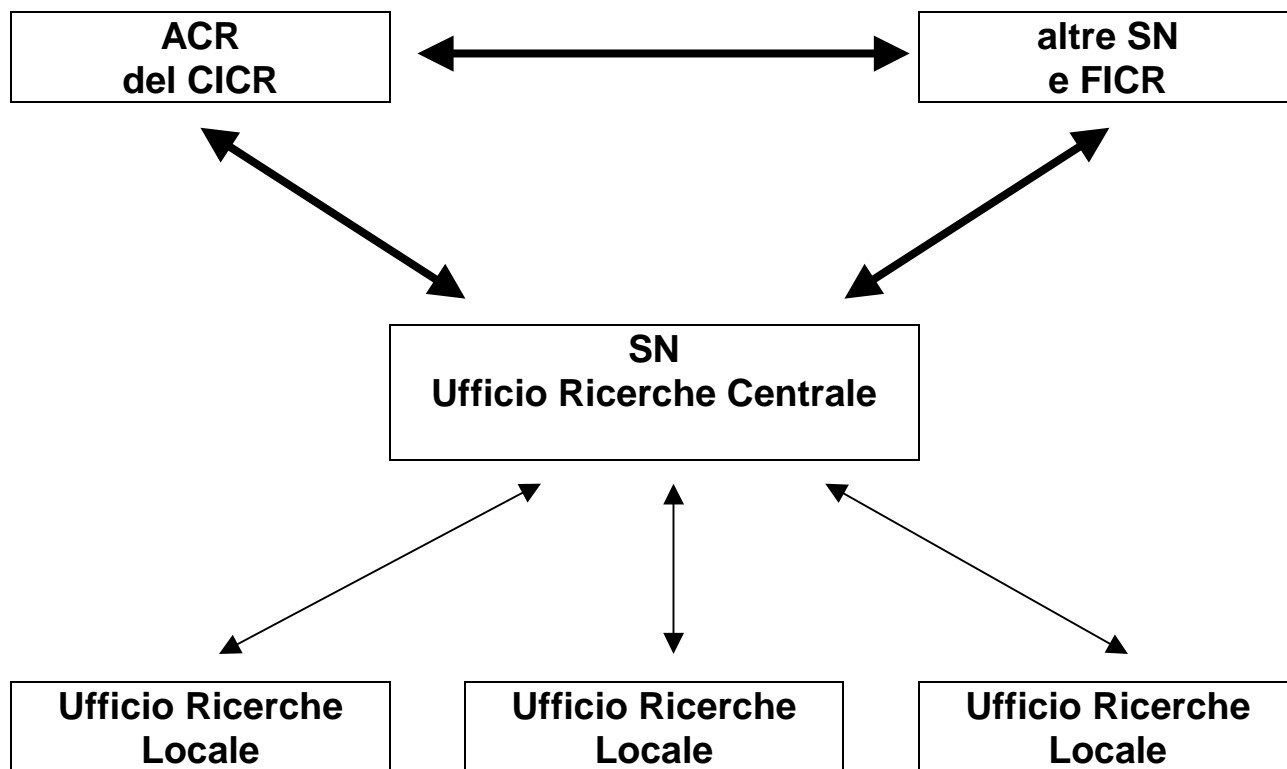 ACR
del CICR
altre SN
e FICR
SN
Ufficio Ricerche Centrale
Ufficio Ricerche
Locale
Ufficio Ricerche
Locale
Ufficio Ricerche
Locale